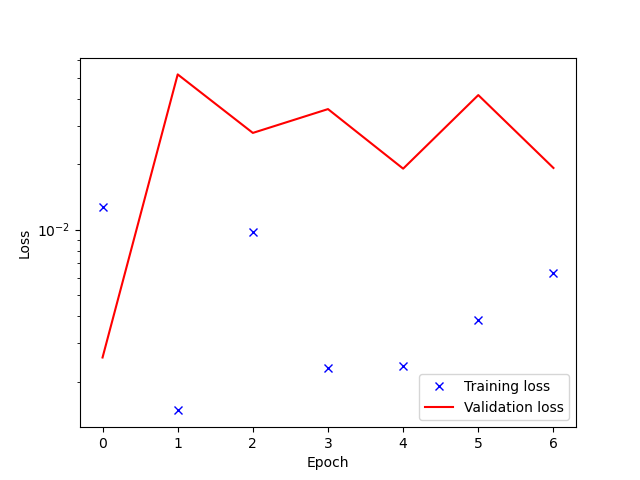 Loss
10⁻²
0 1 2 3 4 5 6
Epoch
Training loss
Validation loss